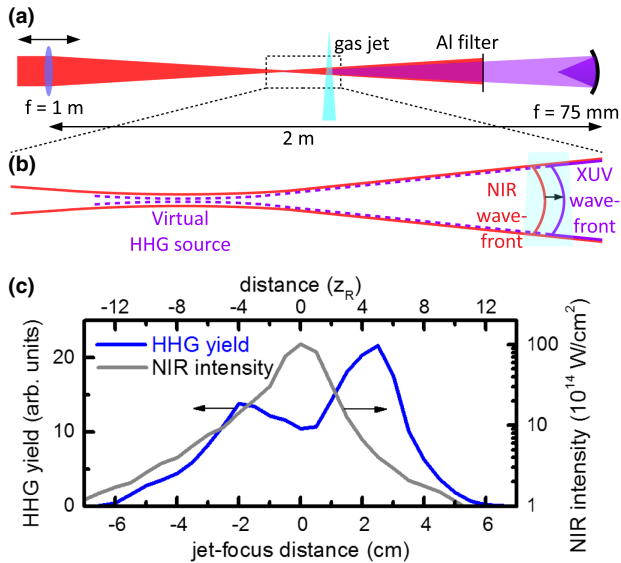 (a)
gas jet
Al filter
f = 1 m
f = 75 mm
2 m
(b)
Virtual
HHG source
NIR
wave-
front
XUV
wave-
front
(c)
distance (z_R)
-12 -8 -4 0 4 8 12
HHG yield
NIR intensity
HHG yield (arb. units)
20
10
0
NIR intensity (10^14 W/cm^2)
100
10
1
-6 -4 -2 0 2 4 6
jet-focus distance (cm)